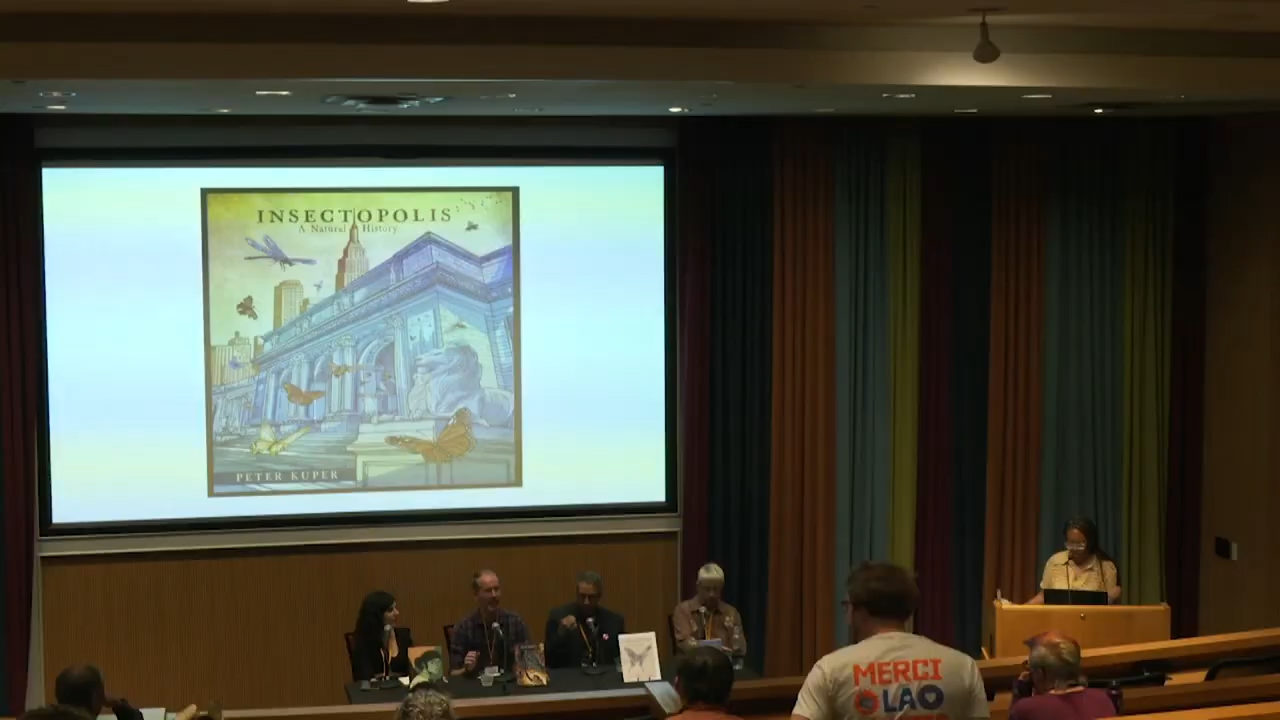 INSECTOPOLIS
A Natural History
PETER KUPER
MERCI
LAO